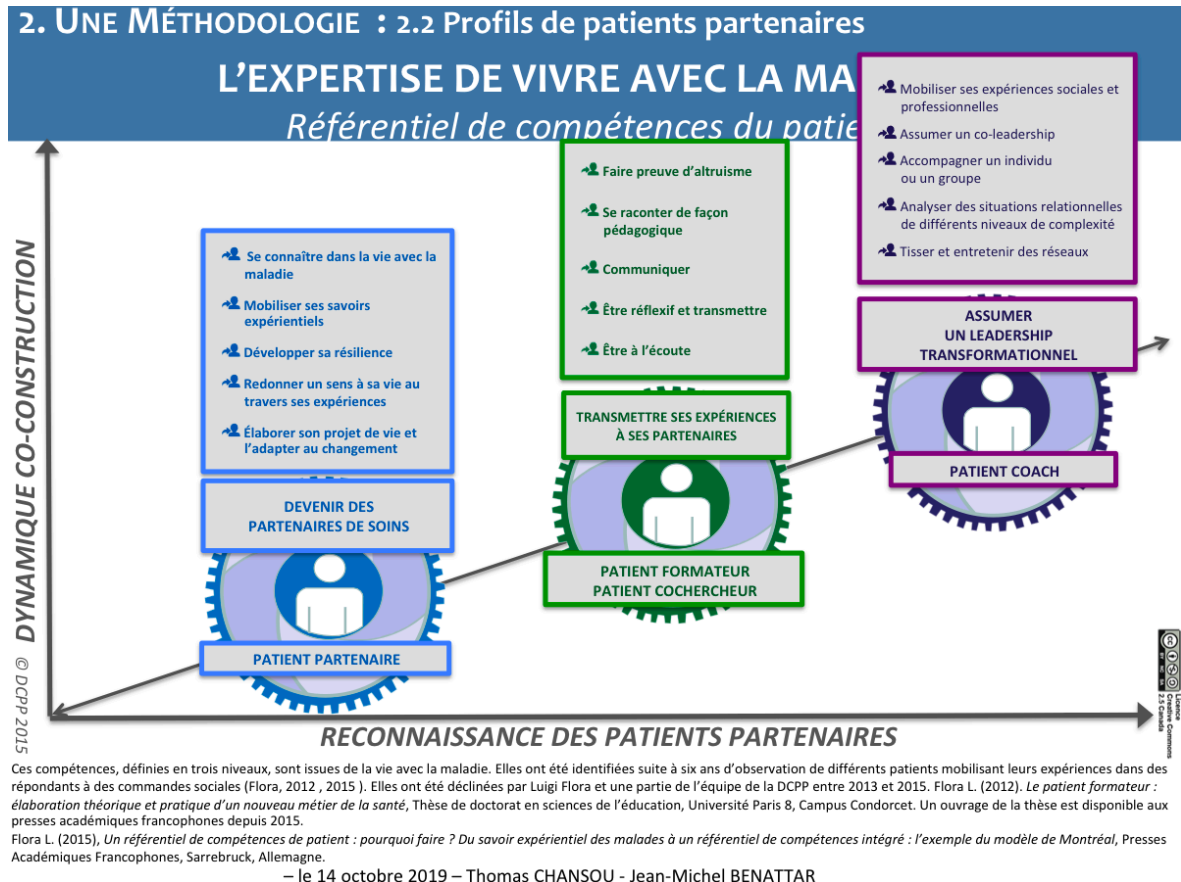 2. UNE MÉTHODOLOGIE : 2.2 Profils de patients partenaires
L'EXPERTISE DE VIVRE AVEC LA MA
Référentiel de compétences du patie
Mobiliser ses expériences sociales et
professionnelles
Assumer un co-leadership
Accompagner un individu
ou un groupe
Analyser des situations relationnelles
de différents niveaux de complexité
Tisser et entretenir des réseaux
ASSUMER
UN LEADERSHIP
TRANSFORMATIONNEL
PATIENT COACH
Faire preuve d'altruisme
Se raconter de façon
pédagogique
Communiquer
Être réflexif et transmettre
Être à l'écoute
TRANSMETTRE SES EXPÉRIENCES
À SES PARTENAIRES
PATIENT FORMATEUR
PATIENT COCHERCHEUR
Se connaître dans la vie avec la
maladie
Mobiliser ses savoirs
expérientiels
Développer sa résilience
Redonner un sens à sa vie au
travers ses expériences
Élaborer son projet de vie et
l'adapter au changement
DEVENIR DES
PARTENAIRES DE SOINS
PATIENT PARTENAIRE
DYNAMIQUE CO-CONSTRUCTION
© DCPP 2015
RECONNAISSANCE DES PATIENTS PARTENAIRES
Licence
Creative Commons
2.5 Canada
Ces compétences, définies en trois niveaux, sont issues de la vie avec la maladie. Elles ont été identifiées suite à six ans d'observation de différents patients mobilisant leurs expériences dans des
répondants à des commandes sociales (Flora, 2012 , 2015 ). Elles ont été déclinées par Luigi Flora et une partie de l'équipe de la DCPP entre 2013 et 2015. Flora L. (2012). Le patient formateur :
élaboration théorique et pratique d'un nouveau métier de la santé, Thèse de doctorat en sciences de l'éducation, Université Paris 8, Campus Condorcet. Un ouvrage de la thèse est disponible aux
presses académiques francophones depuis 2015.
Flora L. (2015), Un référentiel de compétences de patient : pourquoi faire ? Du savoir expérientiel des malades à un référentiel de compétences intégré : l'exemple du modèle de Montréal, Presses
Académiques Francophones, Sarrebruck, Allemagne.
– le 14 octobre 2019 – Thomas CHANSOU - Jean-Michel BENATTAR